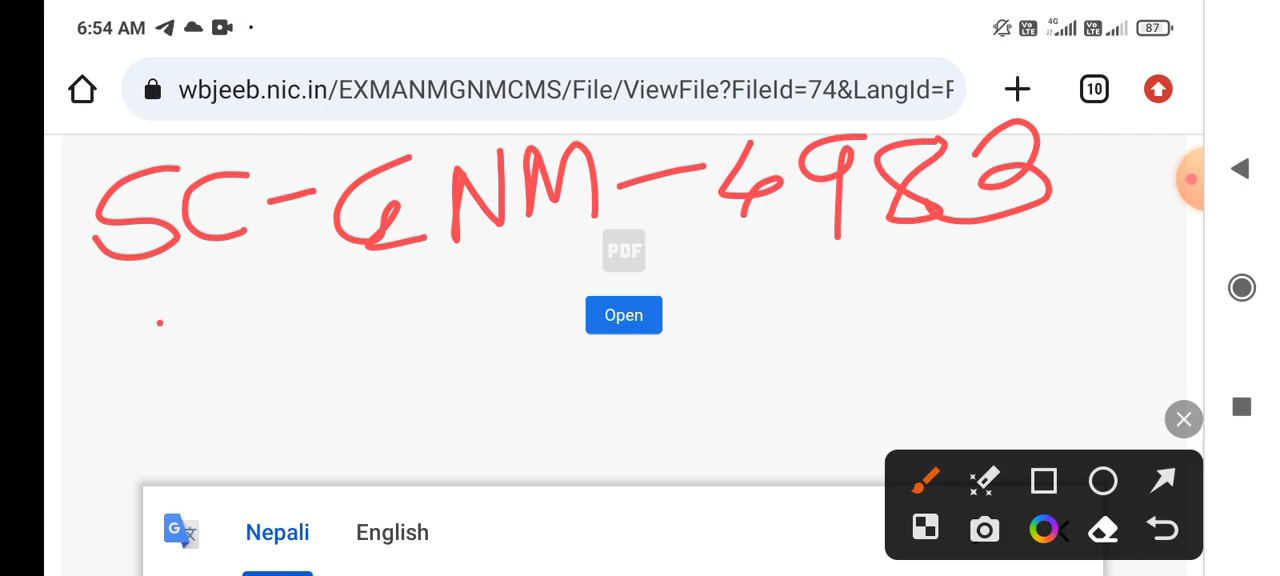 6:54 AM
4G 87
wbjeeb.nic.in/EXMANMGNMCMS/File/ViewFile?FileId=74&LangId=F
10
SC-GNM-4983
PDF
Open
Nepali English